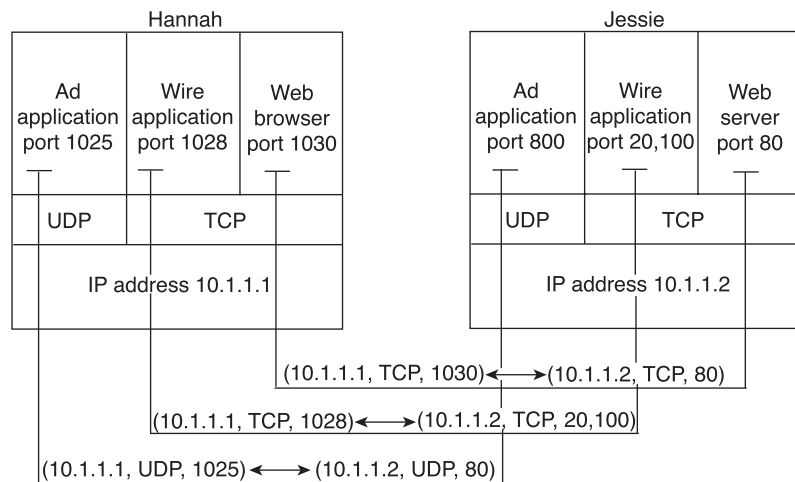 Hannah
Jessie
Ad
application
port 1025
Wire
application
port 1028
Web
browser
port 1030
Ad
application
port 800
Wire
application
port 20,100
Web
server
port 80
UDP
TCP
UDP
TCP
IP address 10.1.1.1
IP address 10.1.1.2
(10.1.1.1, TCP, 1030) (10.1.1.2, TCP, 80)
(10.1.1.1, TCP, 1028) (10.1.1.2, TCP, 20,100)
(10.1.1.1, UDP, 1025) (10.1.1.2, UDP, 80)